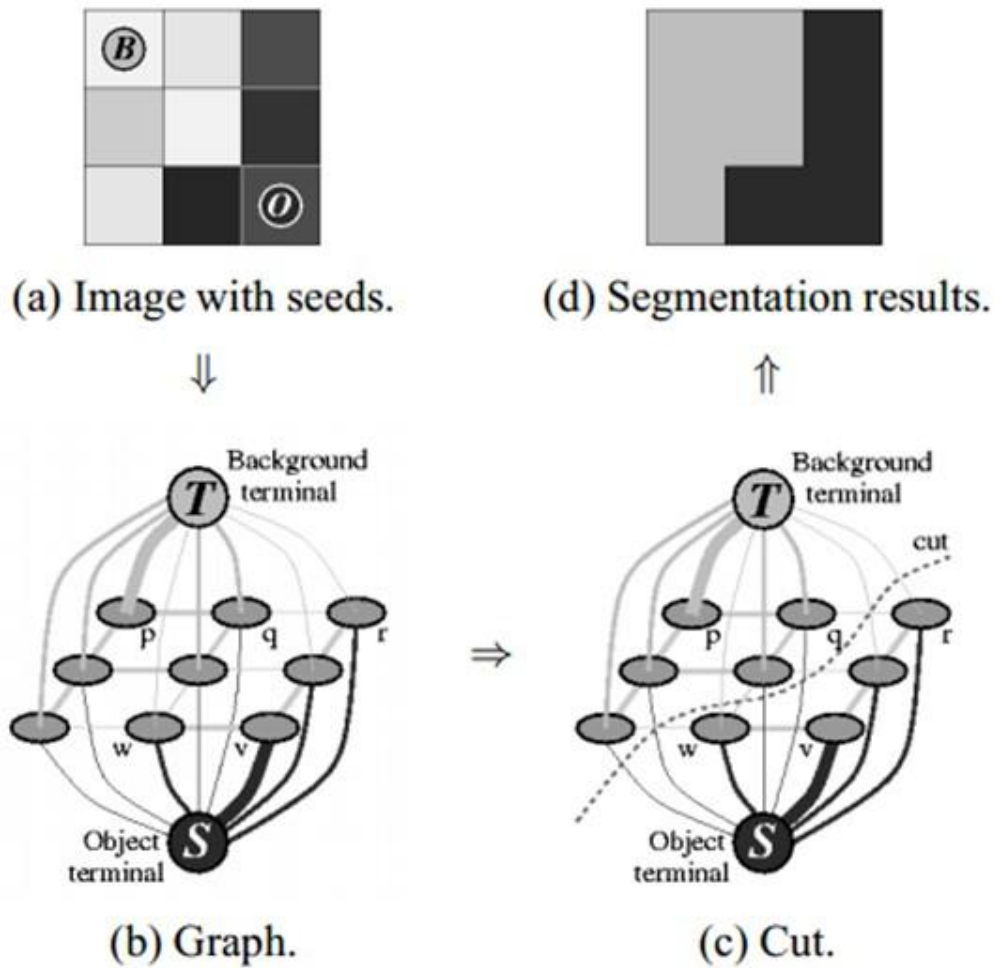 B
O
(a) Image with seeds.
(d) Segmentation results.
⇓
⇑
Background
terminal
T
p
q
r
w
v
Object
terminal
S
(b) Graph.
⇒
Background
terminal
T
cut
p
q
r
w
v
Object
terminal
S
(c) Cut.